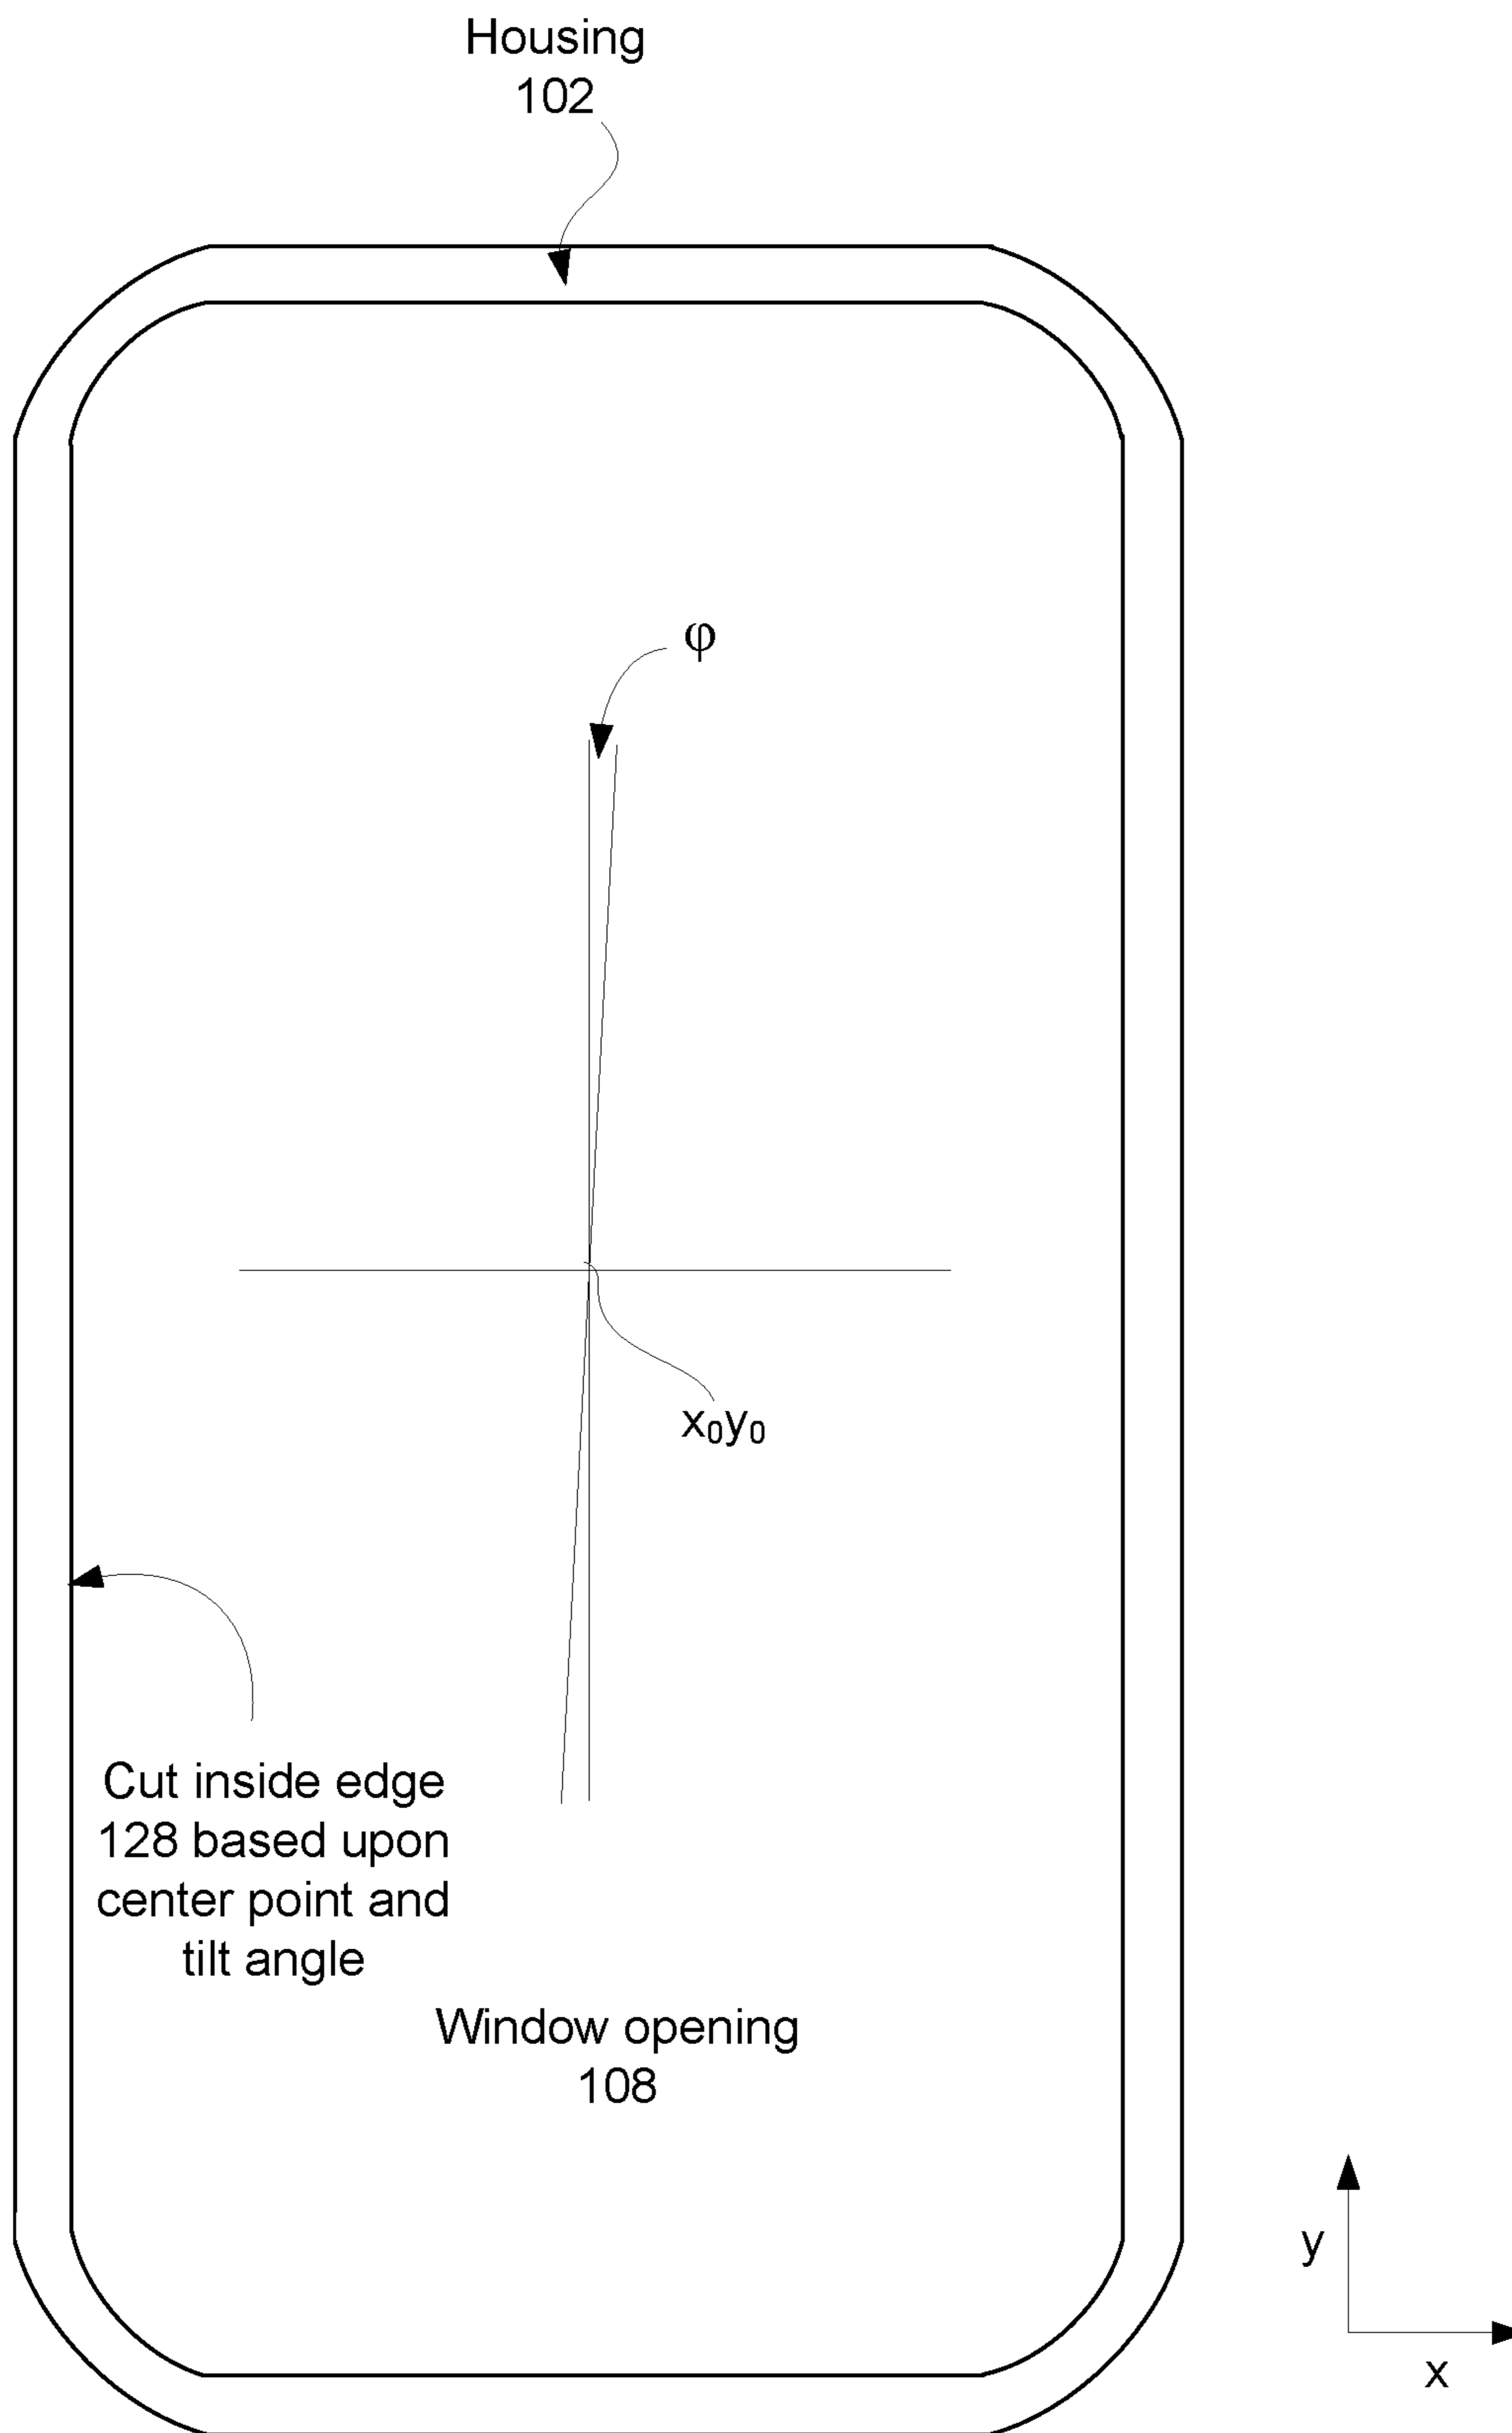 Housing
102
φ
x₀y₀
Cut inside edge
128 based upon
center point and
tilt angle
Window opening
108
y
x